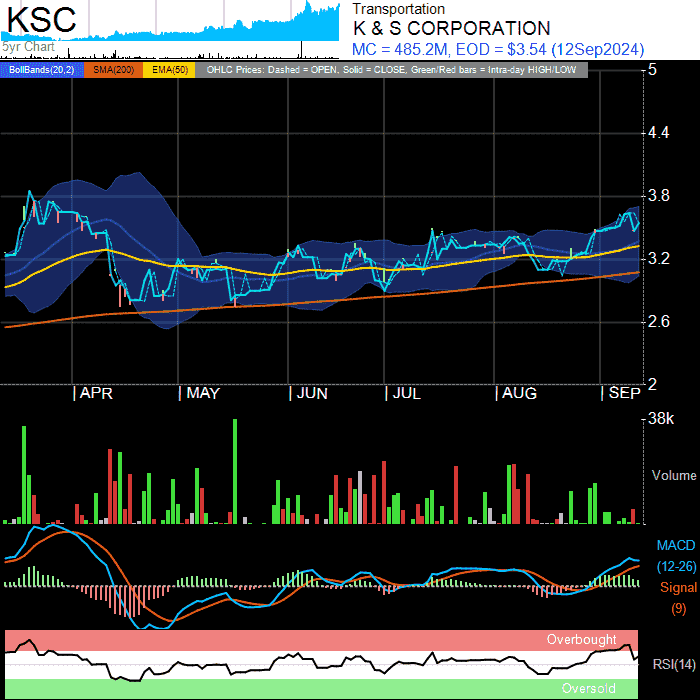 KSC
5yr Chart
Transportation
K & S CORPORATION
MC = 485.2M, EOD = $3.54 (12Sep2024)
BollBands(20,2) SMA(200) EMA(50) OHLC Prices: Dashed = OPEN, Solid = CLOSE, Green/Red bars = Intra-day HIGH/LOW
5
4.4
3.8
3.2
2.6
2
APR MAY JUN JUL AUG SEP
38k
Volume
MACD
(12-26)
Signal
(9)
Overbought
RSI(14)
Oversold